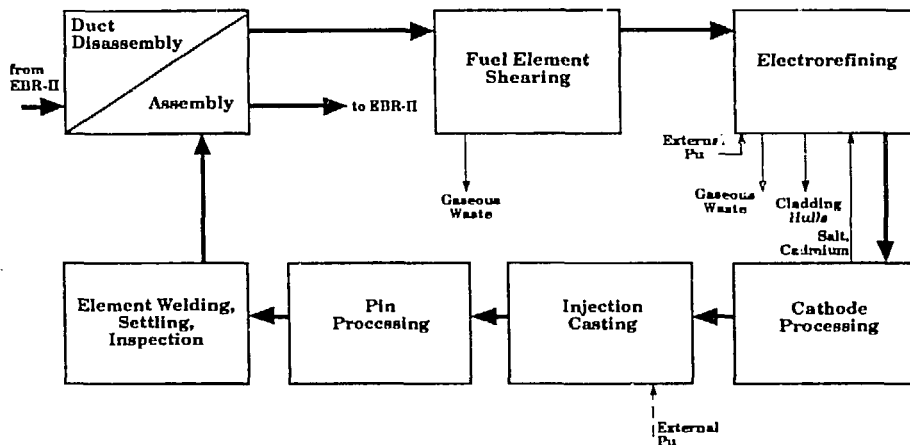 Duct
Disassembly
Assembly
from
EBR-II
to EBR-II
Fuel Element
Shearing
Electrorefining
Gaseous
Waste
External
Pu
Gaseous
Waste
Cladding
Hulls
Salt,
Cadmium
Element Welding,
Settling,
Inspection
Pin
Processing
Injection
Casting
Cathode
Processing
External
Pu